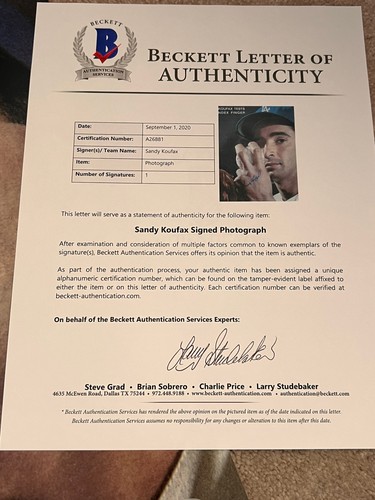 BECKETT
B
AUTHENTICATION
SERVICES
BECKETT LETTER OF
AUTHENTICITY
KOUFAX TESTS
INDEX FINGER
LA
Date: September 1, 2020
Certification Number: A26881
Signer(s)/ Team Name: Sandy Koufax
Item: Photograph
Number of Signatures: 1
This letter will serve as a statement of authenticity for the following item:
Sandy Koufax Signed Photograph
After examination and consideration of multiple factors common to known exemplars of the
signature(s), Beckett Authentication Services offers its opinion that the item is authentic.
As part of the authentication process, your authentic item has been assigned a unique
alphanumeric certification number, which can be found on the tamper-evident label affixed to
either the item or on this letter of authenticity. Each certification number can be verified at
beckett-authentication.com.
On behalf of the Beckett Authentication Services Experts:
Larry Studebaker
Steve Grad • Brian Sobrero • Charlie Price • Larry Studebaker
4635 McEwen Road, Dallas TX 75244 • 972.448.9188 • www.beckett-authentication.com • authentication@beckett.com
* Beckett Authentication Services has rendered the above opinion on the pictured item as of the date indicated on this letter.
Beckett Authentication Services assumes no responsibility for any changes or alteration to this item after this date.